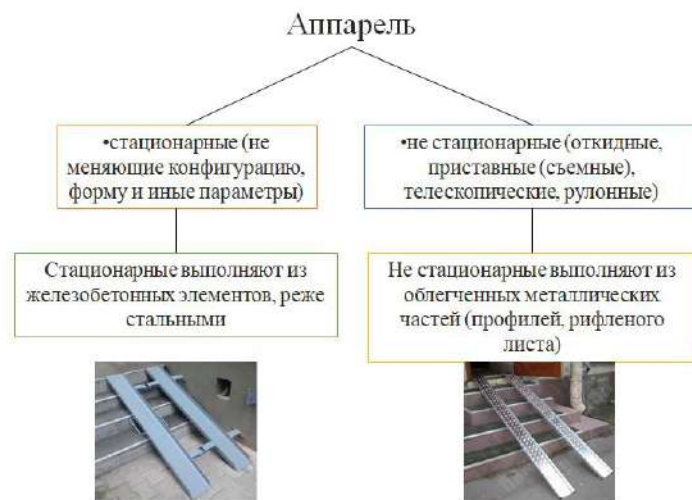 Аппарель
•стационарные (не
меняющие конфигурацию,
форму и иные параметры)
•не стационарные (откидные,
приставные (съемные),
телескопические, рулонные)
Стационарные выполняют из
железобетонных элементов, реже
стальными
Не стационарные выполняют из
облегченных металлических
частей (профилей, рифленого
листа)